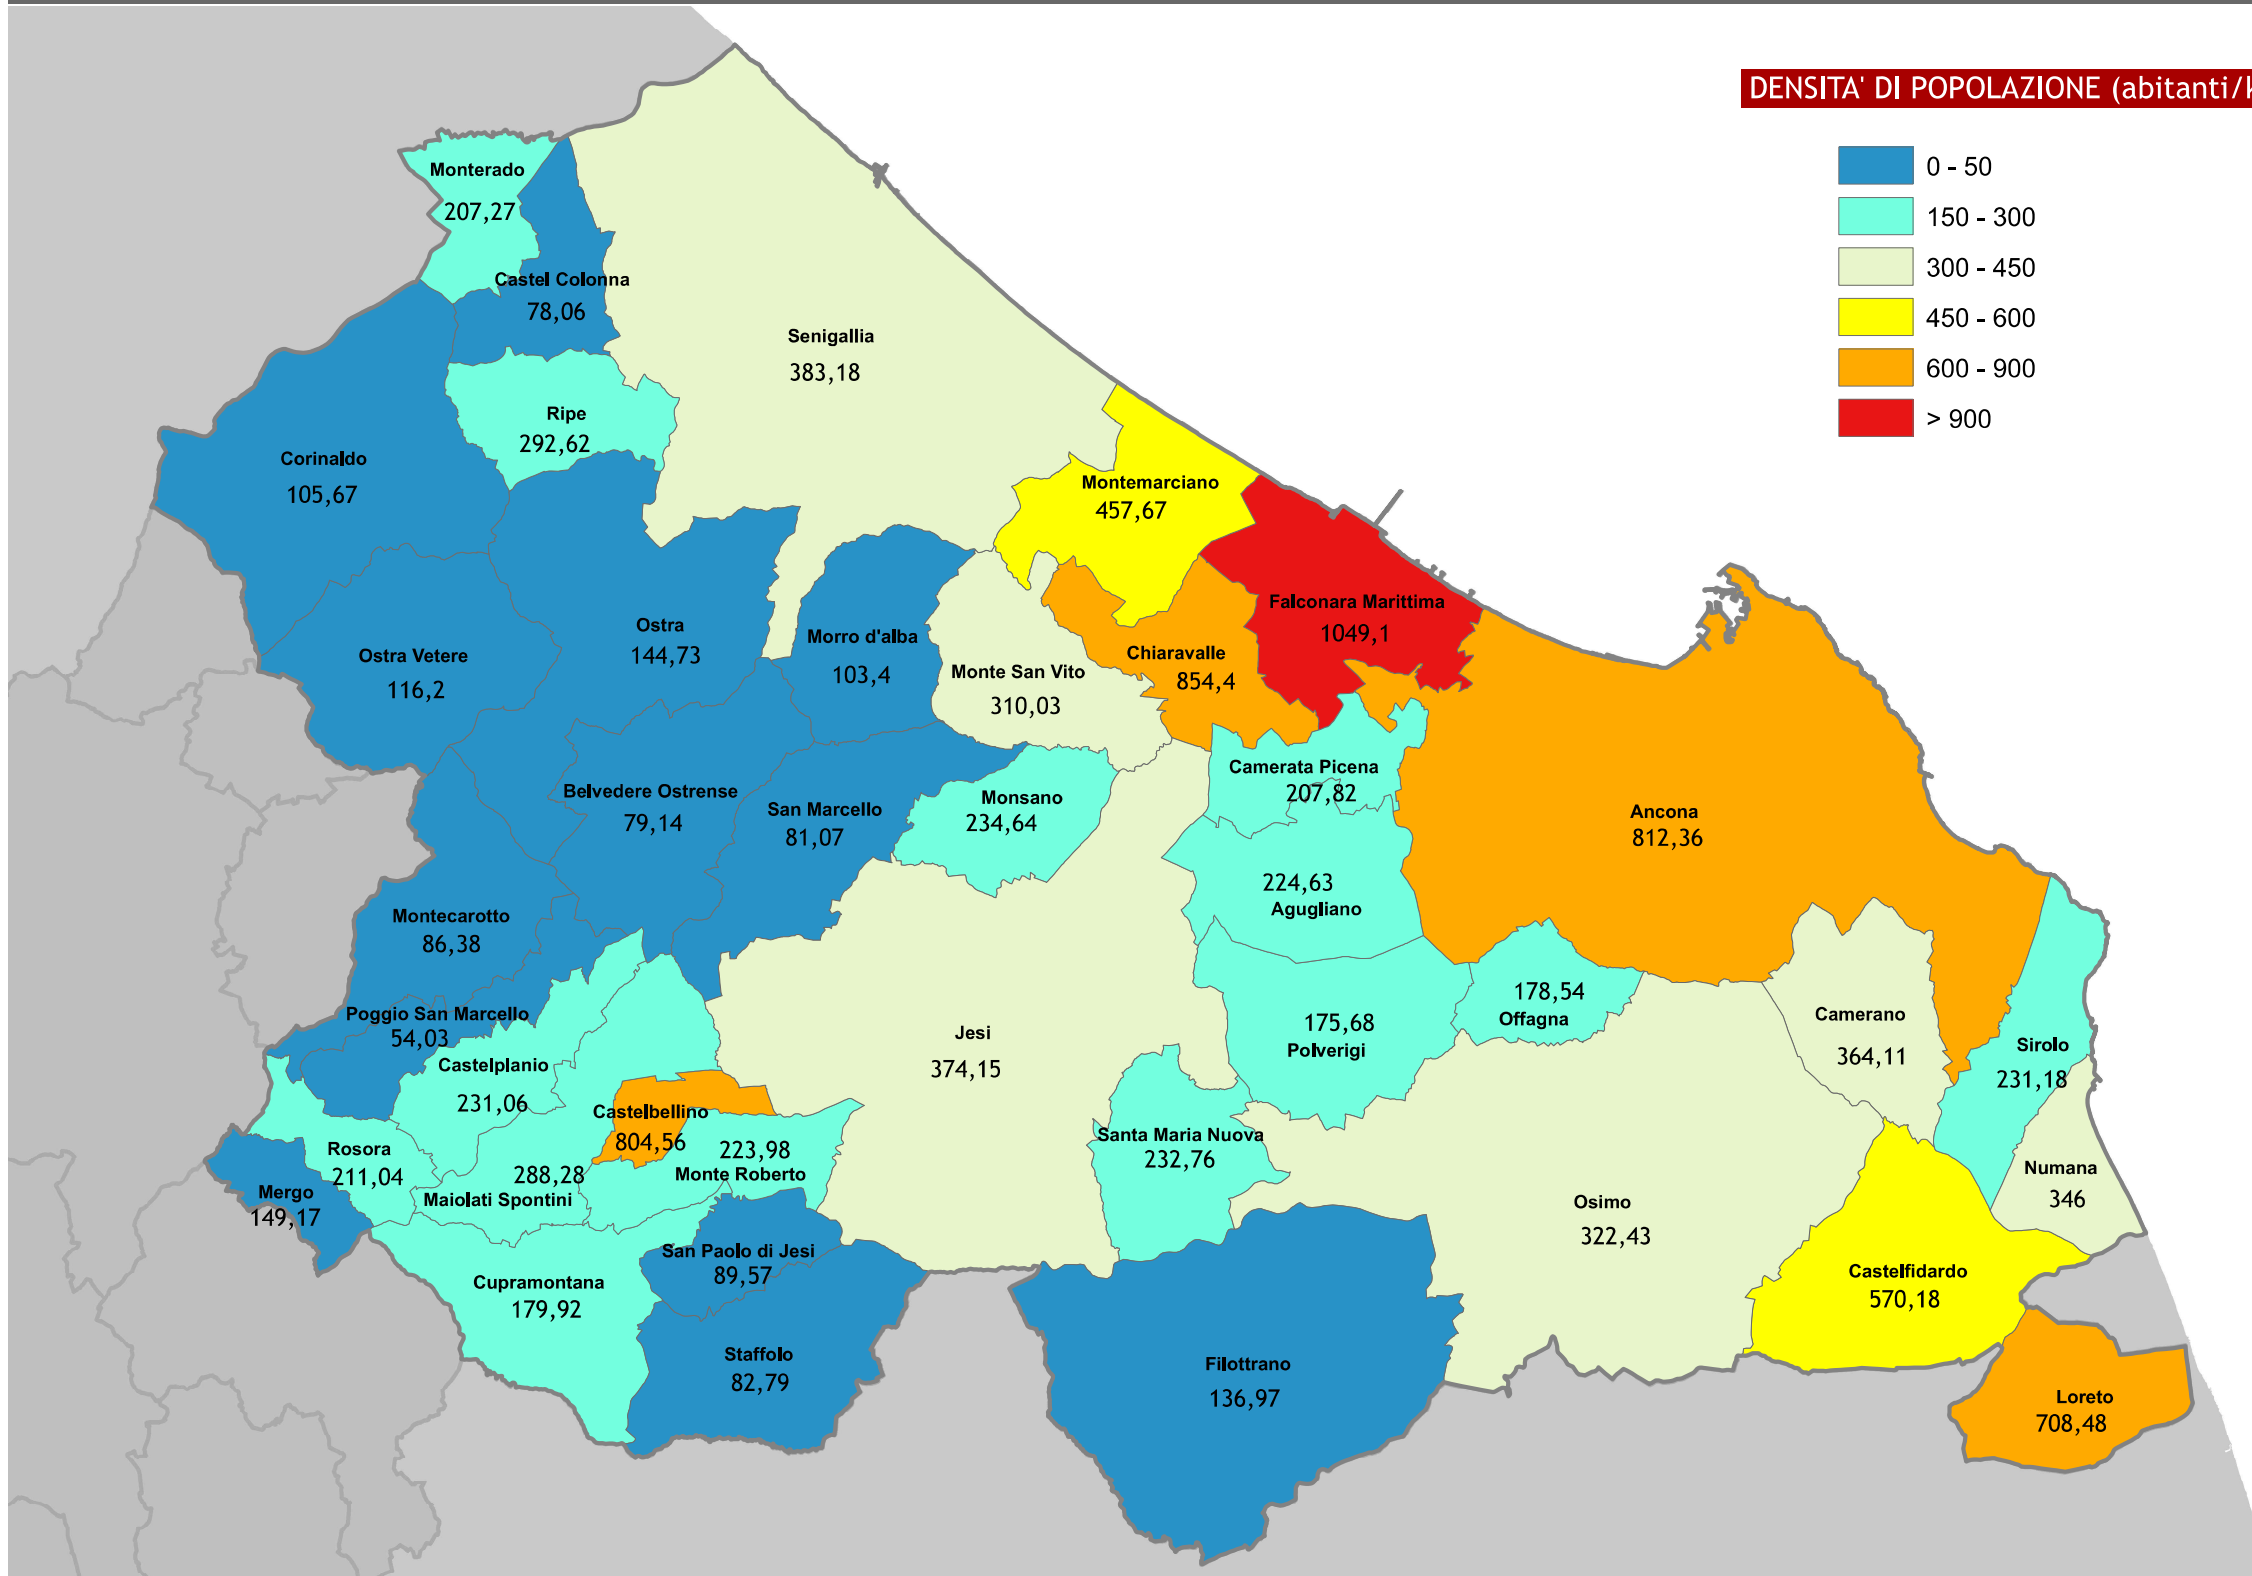 DENSITA' DI POPOLAZIONE (abitanti/
0 - 50
150 - 300
300 - 450
450 - 600
600 - 900
> 900
Monterado
207,27
Castel Colonna
78,06
Senigallia
383,18
Ripe
292,62
Corinaldo
105,67
Montemarciano
457,67
Falconara Marittima
1049,1
Ostra
144,73
Morro d'alba
103,4
Ostra Vetere
116,2
Chiaravalle
854,4
Monte San Vito
310,03
Camerata Picena
207,82
Belvedere Ostrense
79,14
San Marcello
81,07
Monsano
234,64
Ancona
812,36
224,63
Agugliano
Montecarotto
86,38
178,54
Offagna
Poggio San Marcello
54,03
Jesi
374,15
175,68
Polverigi
Camerano
364,11
Sirolo
231,18
Castelplanio
231,06
Castelbellino
804,56
Santa Maria Nuova
232,76
Rosora
211,04
223,98
Monte Roberto
288,28
Maiolati Spontini
Numana
346
Mergo
149,17
Osimo
322,43
San Paolo di Jesi
89,57
Cupramontana
179,92
Castelfidardo
570,18
Staffolo
82,79
Filottrano
136,97
Loreto
708,48